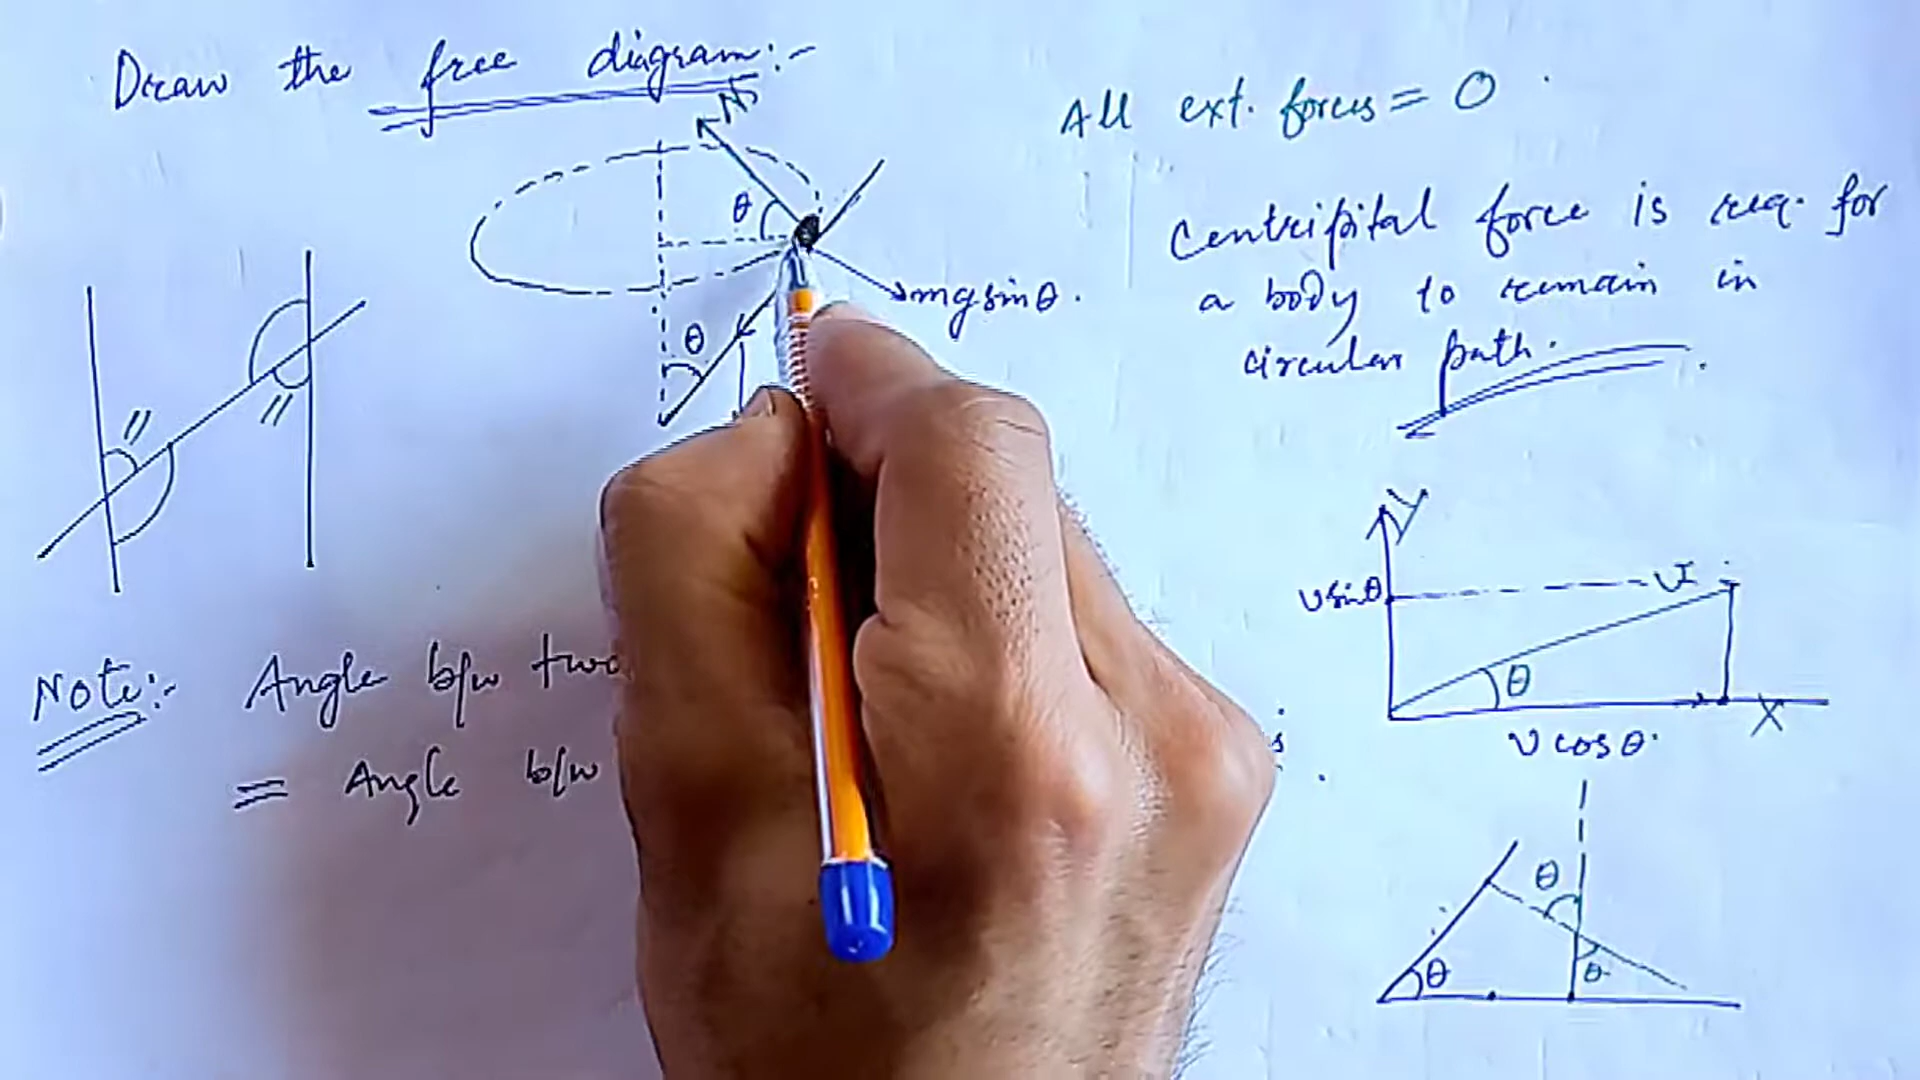 Draw the free diagram:-
N
θ
mg sinθ.
θ
All ext. forces = 0
Centripital force is req. for
a body to remain in
circular path.
Note:- Angle b/w two
= Angle b/w
Y
v sinθ
θ
X
v cosθ
θ
θ
θ